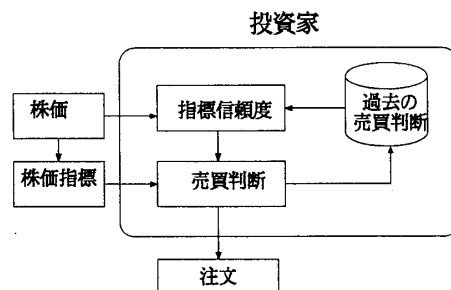 投資家
株価
指標信頼度
過去の
売買判断
株価指標
売買判断
注文